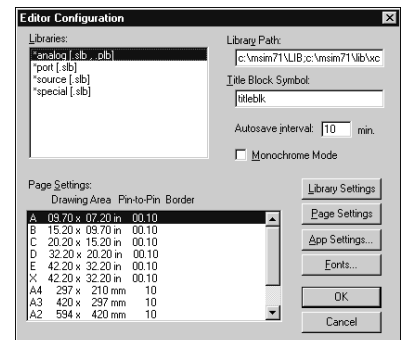 Editor Configuration
Libraries:
*analog [.slb , .plb]
*port [.slb]
*source [.slb]
*special [.slb]
Library Path:
c:\msim71\LIB;c:\msim71\lib\xc
Title Block Symbol:
titleblk
Autosave interval: 10 min.
Monochrome Mode
Page Settings:
Drawing Area Pin-to-Pin Border
A 09.70 x 07.20 in 00.10
B 15.20 x 09.70 in 00.10
C 20.20 x 15.20 in 00.10
D 32.20 x 20.20 in 00.10
E 42.20 x 32.20 in 00.10
X 42.20 x 32.20 in 00.10
A4 297 x 210 mm 10
A3 420 x 297 mm 10
A2 594 x 420 mm 10
Library Settings
Page Settings
App Settings...
Fonts...
OK
Cancel